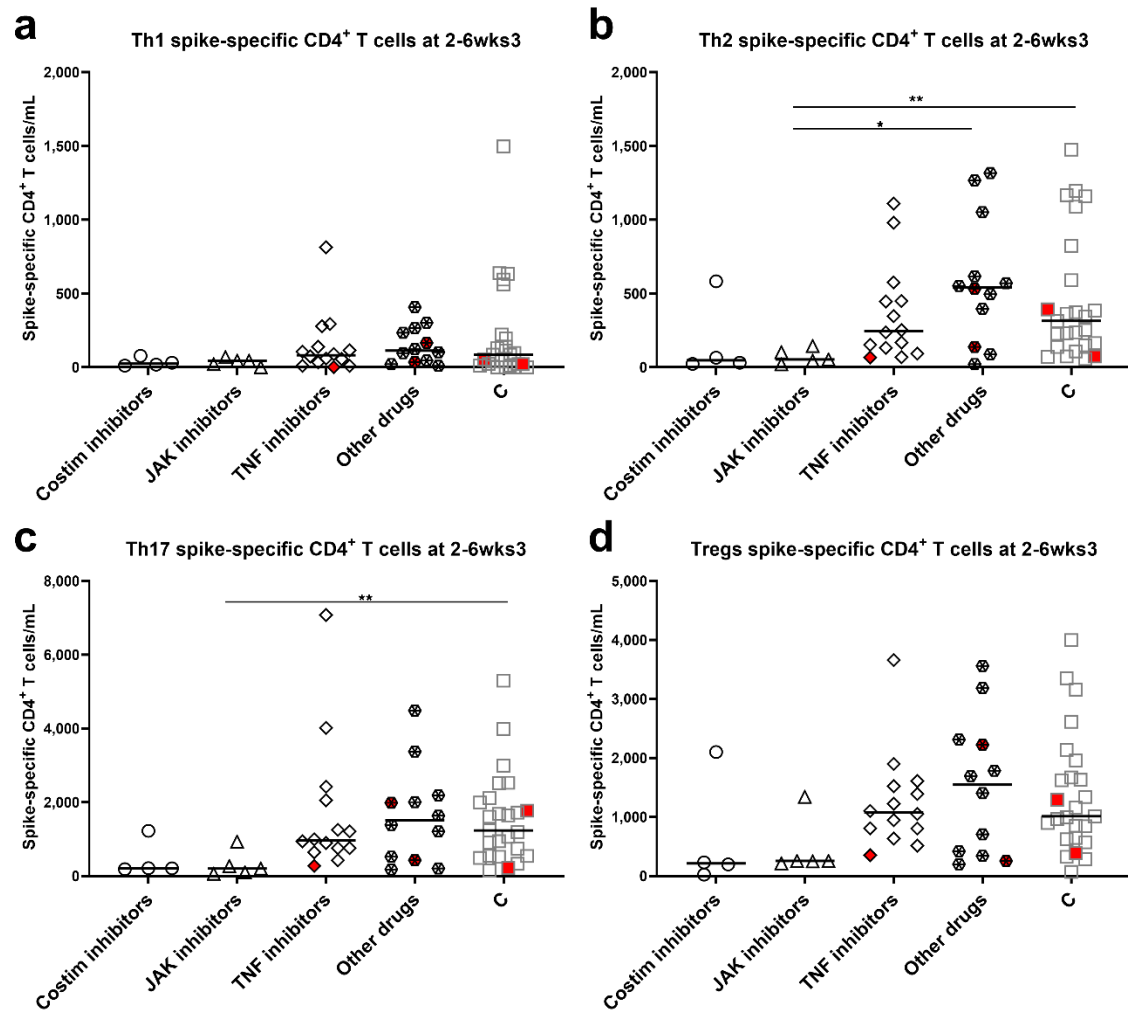 a
Th1 spike-specific CD4+ T cells at 2-6wks3
Spike-specific CD4+ T cells/mL
2,000
1,500
1,000
500
0
Costim inhibitors
JAK inhibitors
TNF inhibitors
Other drugs
C
b
Th2 spike-specific CD4+ T cells at 2-6wks3
Spike-specific CD4+ T cells/mL
2,000
1,500
1,000
500
0
**
*
Costim inhibitors
JAK inhibitors
TNF inhibitors
Other drugs
C
c
Th17 spike-specific CD4+ T cells at 2-6wks3
Spike-specific CD4+ T cells/mL
8,000
6,000
4,000
2,000
0
**
Costim inhibitors
JAK inhibitors
TNF inhibitors
Other drugs
C
d
Tregs spike-specific CD4+ T cells at 2-6wks3
Spike-specific CD4+ T cells/mL
5,000
4,000
3,000
2,000
1,000
0
Costim inhibitors
JAK inhibitors
TNF inhibitors
Other drugs
C